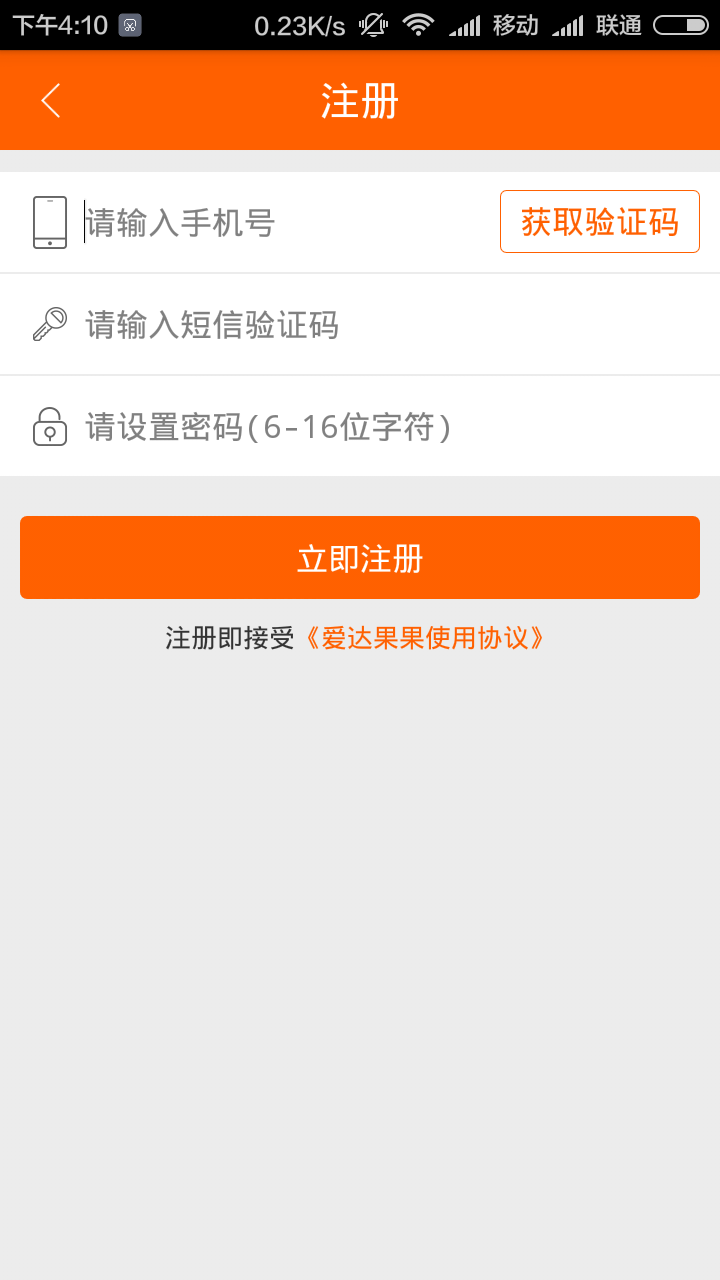 下午4:10 0.23K/s 移动 联通
注册
请输入手机号 获取验证码
请输入短信验证码
请设置密码(6-16位字符)
立即注册
注册即接受《爱达果果使用协议》